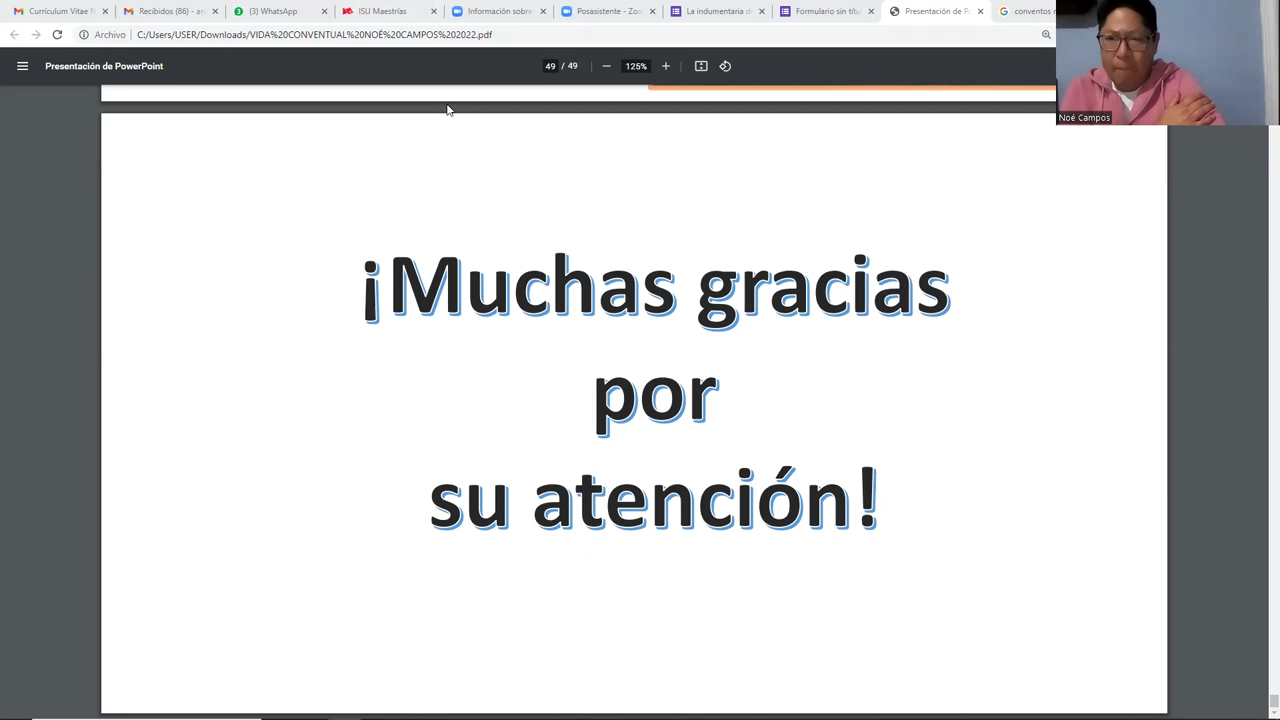 Currículum Vitae N
Recibidos (86) - ar
(3) WhatsApp
ISU Maestrías
Información sobre
Posasistente - Zoo
La indumentaria d
Formulario sin títu
Presentación de P
conventos
Archivo
C:/Users/USER/Downloads/VIDA%20CONVENTUAL%20NOÉ%20CAMPOS%202022.pdf
Presentación de PowerPoint
49 / 49
125%
Noé Campos
¡Muchas gracias
por
su atención!